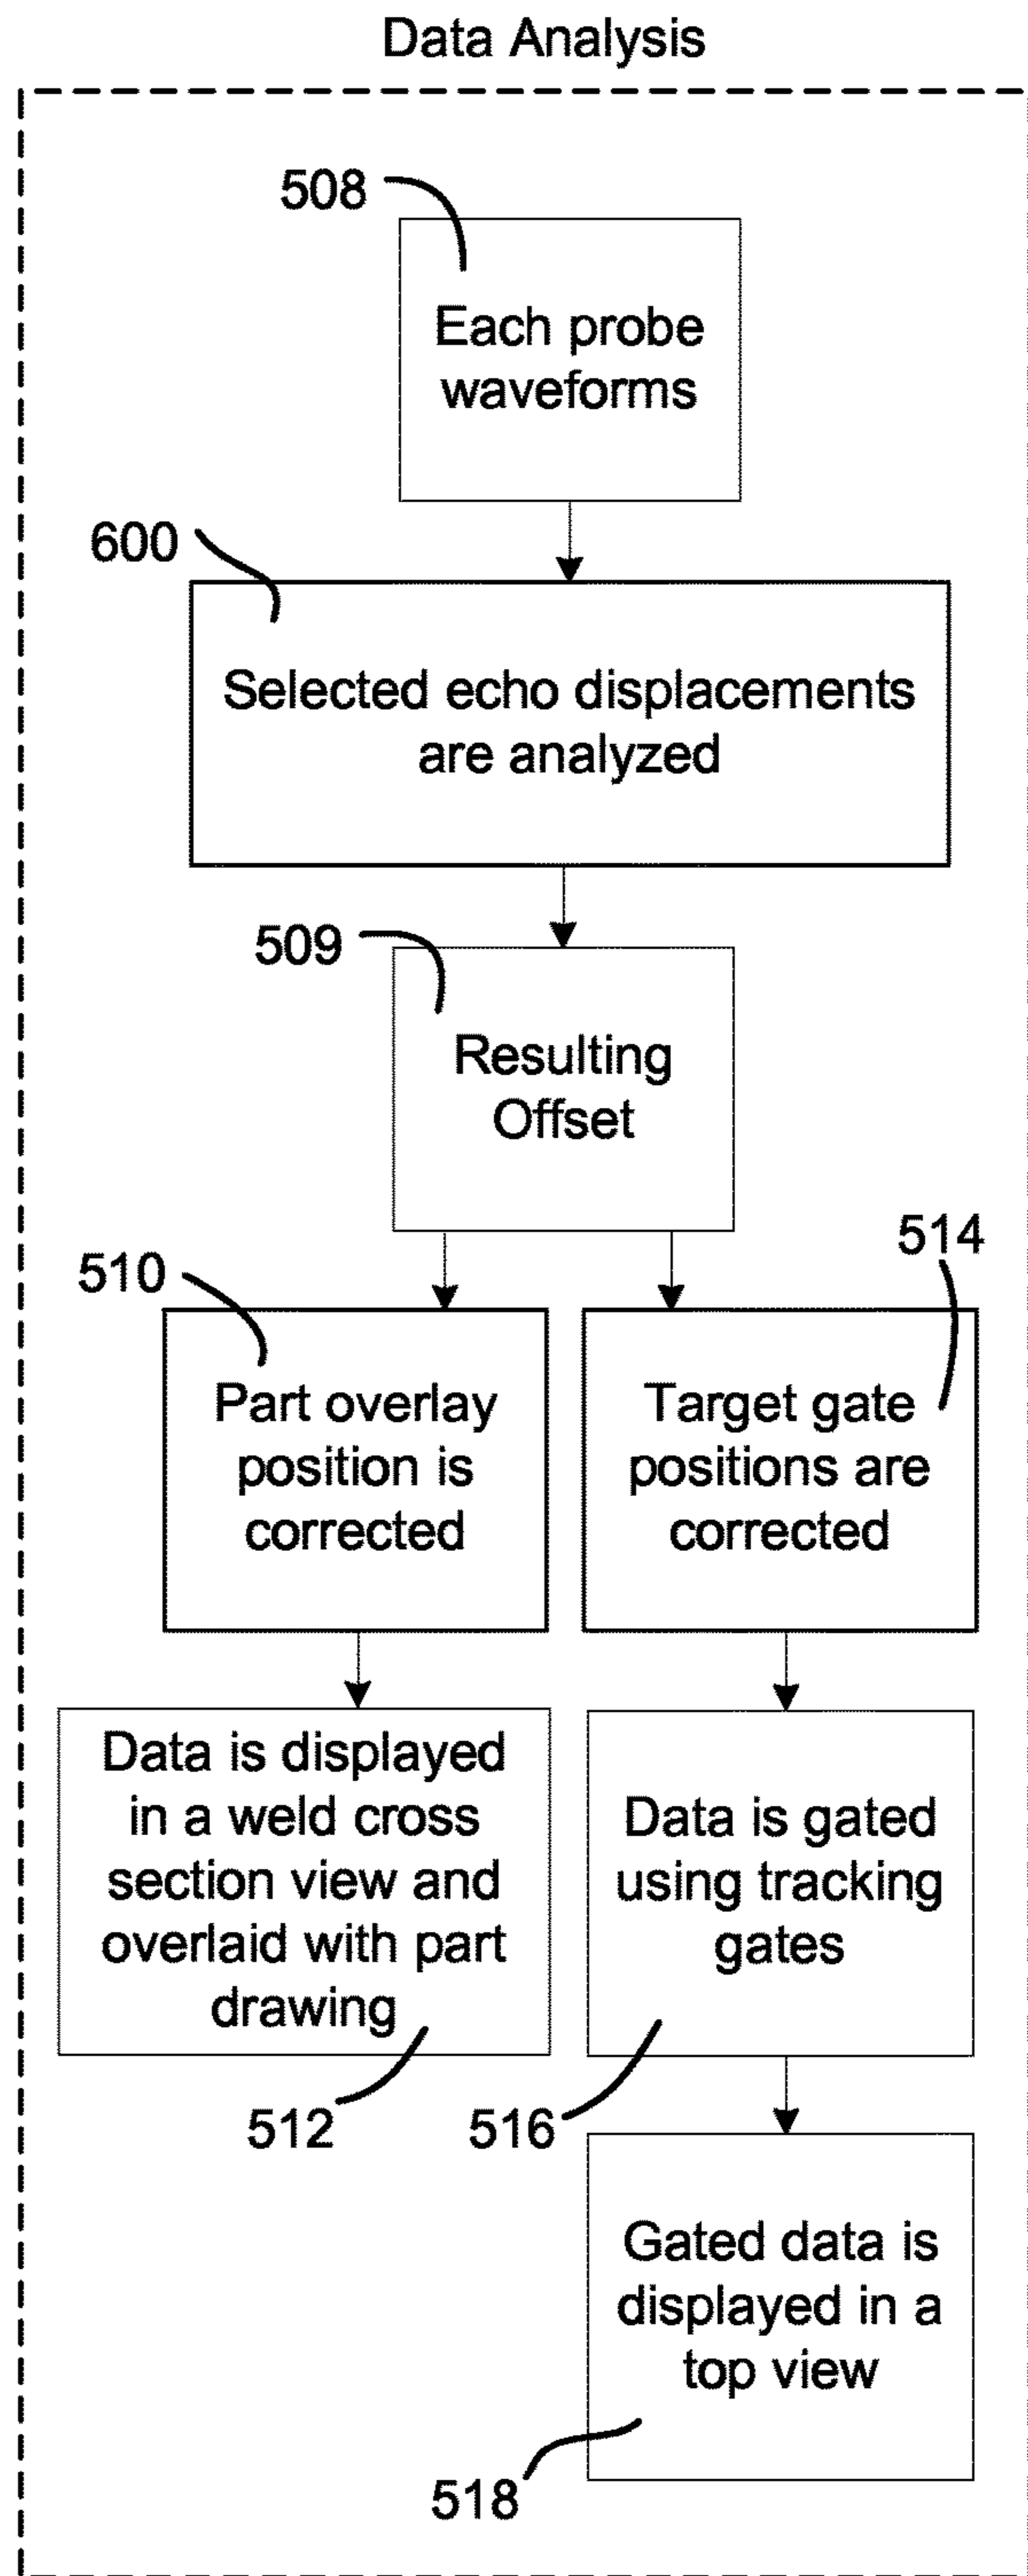 Data Analysis
508
Each probe
waveforms
600
Selected echo displacements
are analyzed
509
Resulting
Offset
510
Part overlay
position is
corrected
514
Target gate
positions are
corrected
Data is displayed
in a weld cross
section view and
overlaid with part
drawing
512
Data is gated
using tracking
gates
516
Gated data is
displayed in a
top view
518